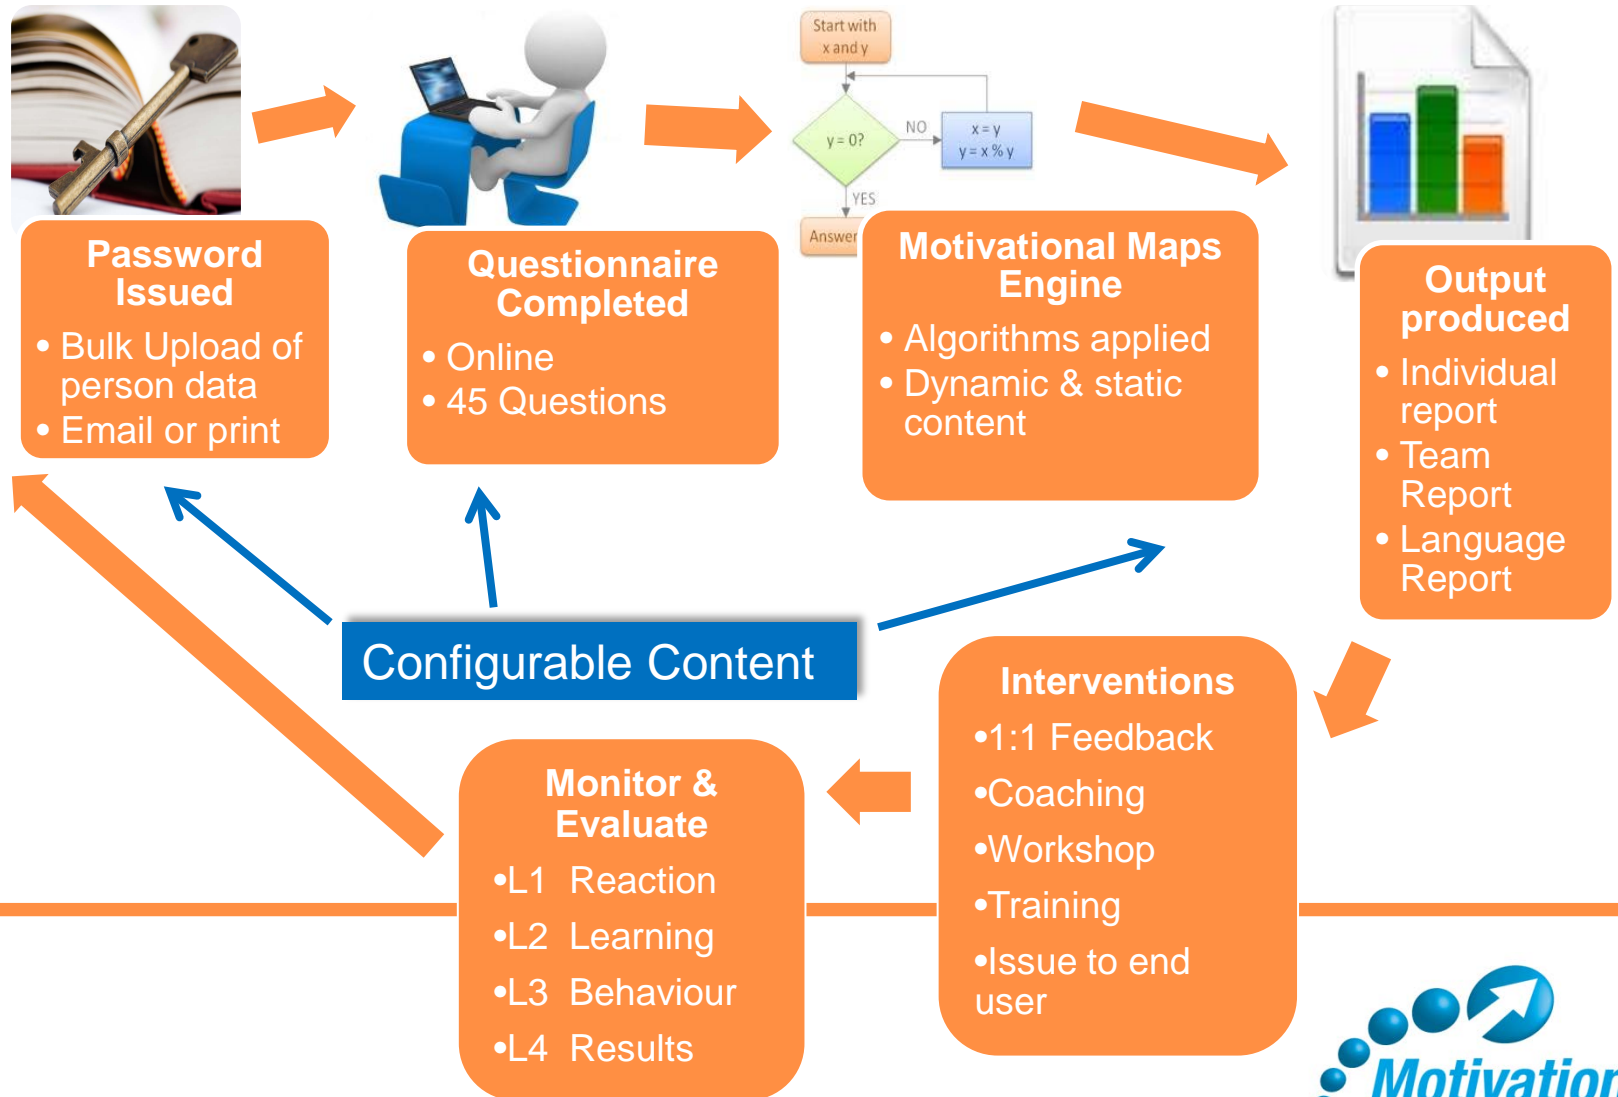 Start with
x and y
y = 0?
NO
x = y
y = x % y
YES
Answer
Password
Issued
• Bulk Upload of
person data
• Email or print
Questionnaire
Completed
• Online
• 45 Questions
Motivational Maps
Engine
• Algorithms applied
• Dynamic & static
content
Output
produced
• Individual
report
• Team
Report
• Language
Report
Configurable Content
Interventions
•1:1 Feedback
•Coaching
•Workshop
•Training
•Issue to end
user
Monitor &
Evaluate
•L1 Reaction
•L2 Learning
•L3 Behaviour
•L4 Results
Motivation